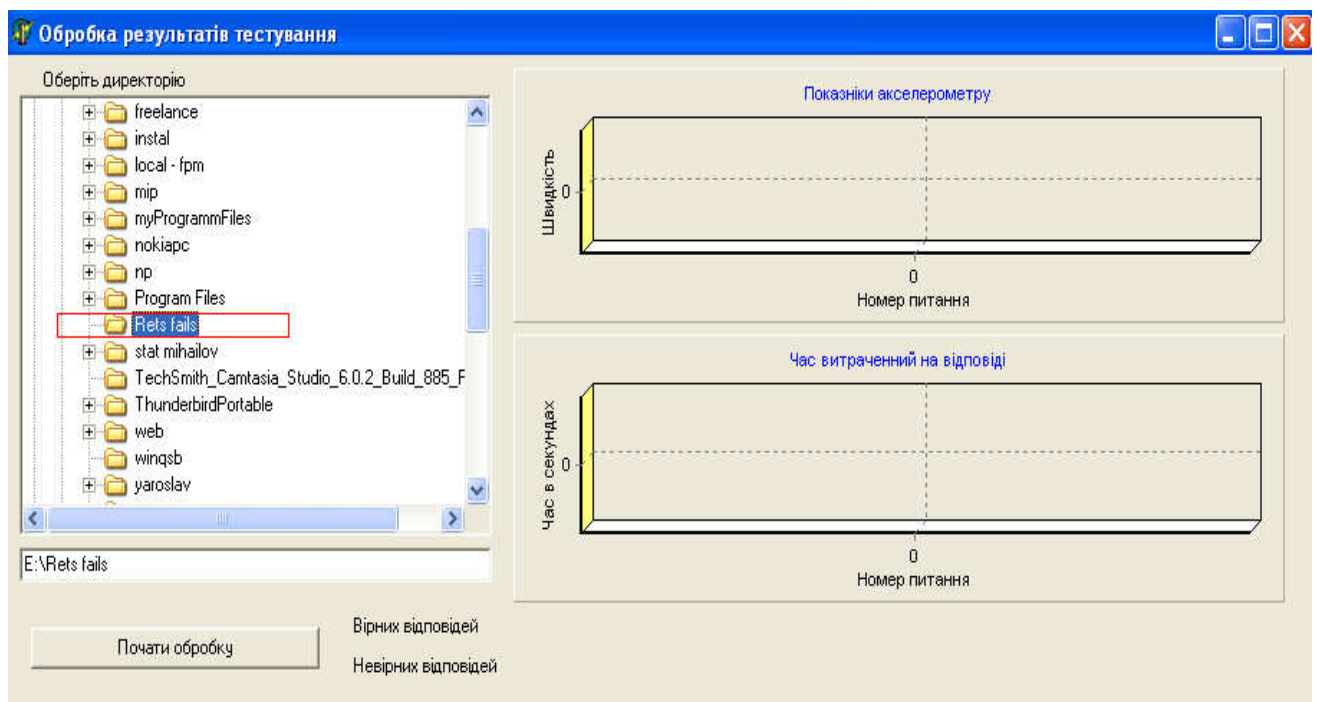 Обробка результатів тестування
Оберіть директорію
freelance
instal
local - fpm
mip
myProgrammFiles
nokiapc
np
Program Files
Rets fails
stat mihailov
TechSmith_Camtasia_Studio_6.0.2_Build_885_F
ThunderbirdPortable
web
winqsb
yaroslav
E:\Rets fails
Почати обробку
Вірних відповідей
Невірних відповідей
Показніки акселерометру
Швидкість
0
0
Номер питання
Час витраченний на відповіді
Час в секундах
0
0
Номер питання